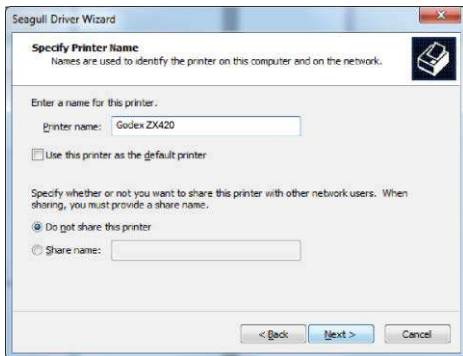 Seagull Driver Wizard
Specify Printer Name
Names are used to identify the printer on this computer and on the network.
Enter a name for this printer.
Printer name: Godex ZX420
Use this printer as the default printer
Specify whether or not you want to share this printer with other network users. When
sharing, you must provide a share name.
Do not share this printer
Share name:
< Back Next > Cancel